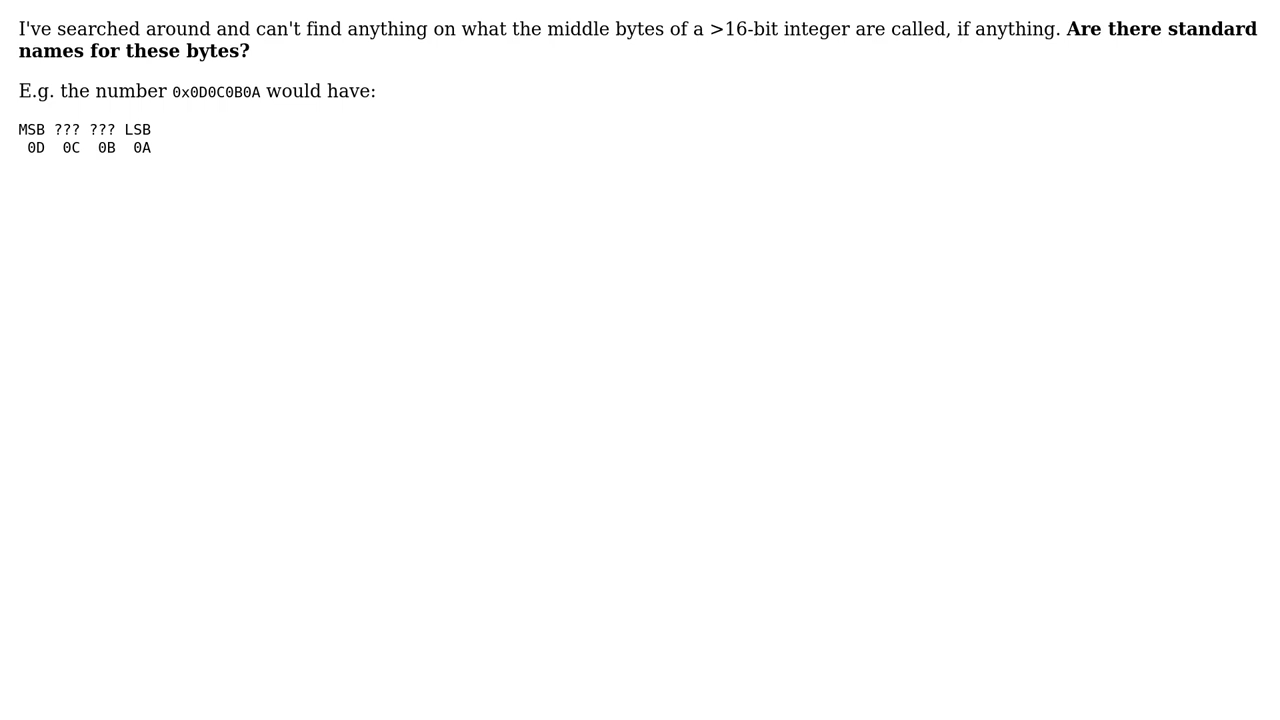 I've searched around and can't find anything on what the middle bytes of a >16-bit integer are called, if anything. Are there standard
names for these bytes?
E.g. the number 0x0D0C0B0A would have:
MSB ??? ??? LSB
0D 0C 0B 0A